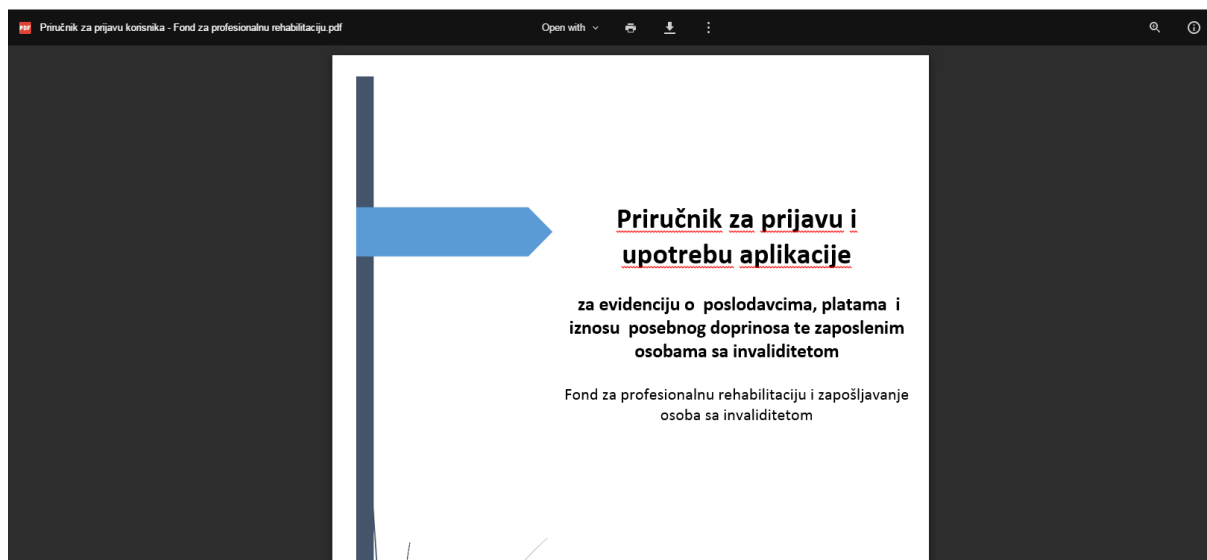 PDF Priručnik za prijavu korisnika - Fond za profesionalnu rehabilitaciju.pdf Open with
Priručnik za prijavu i
upotrebu aplikacije
za evidenciju o poslodavcima, platama i
iznosu posebnog doprinosa te zaposlenim
osobama sa invaliditetom
Fond za profesionalnu rehabilitaciju i zapošljavanje
osoba sa invaliditetom